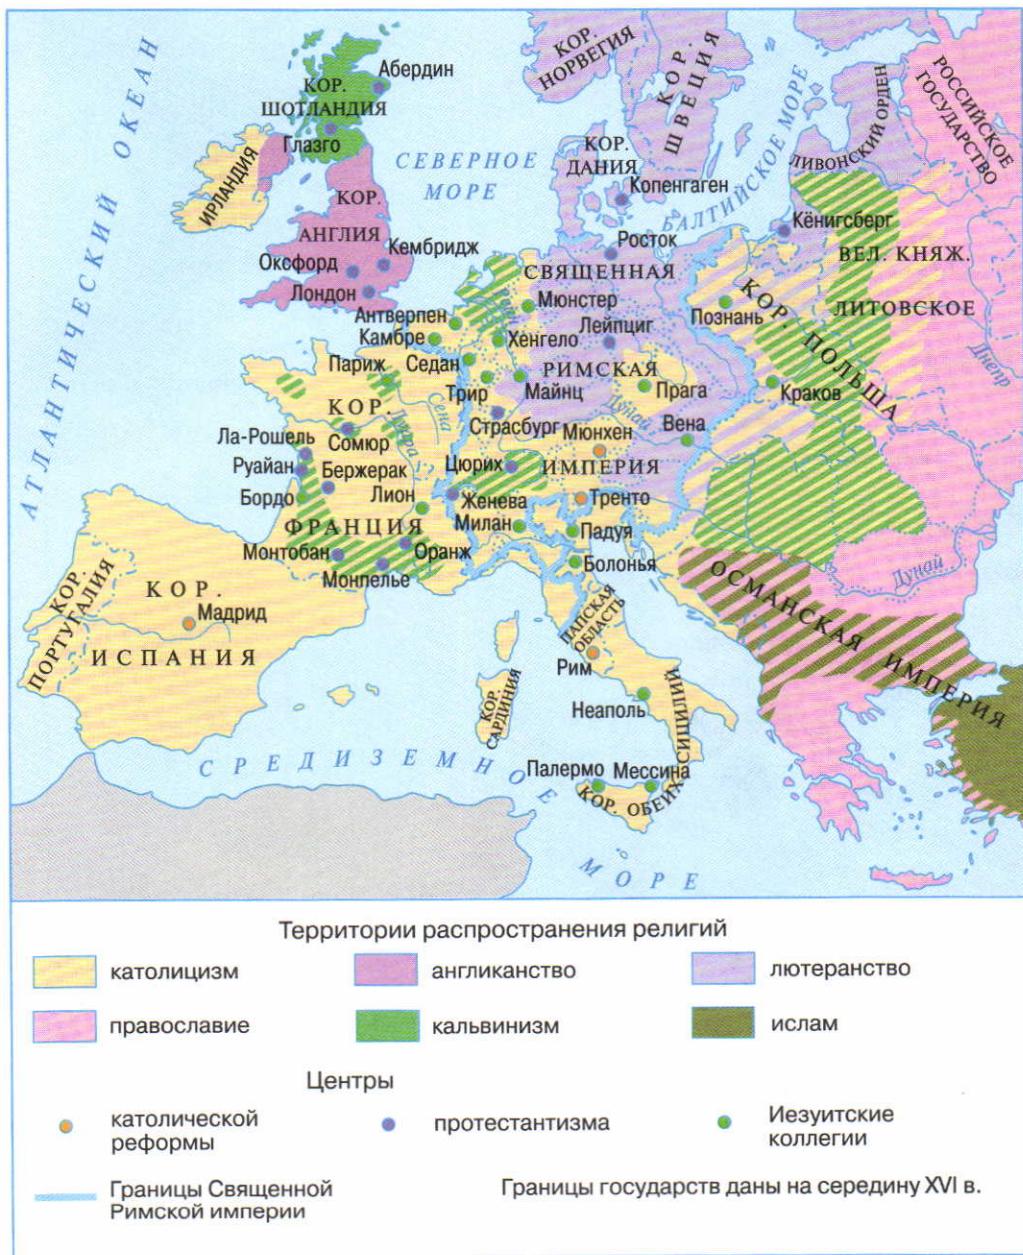 АТЛАНТИЧЕСКИЙ ОКЕАН
КОР.
НОРВЕГИЯ
КОР.
ШВЕЦИЯ
РОССИЙСКОЕ
ГОСУДАРСТВО
Абердин
КОР.
ШОТЛАНДИЯ
Глазго
СЕВЕРНОЕ
МОРЕ
КОР.
ДАНИЯ
Копенгаген
БАЛТИЙСКОЕ МОРЕ
ЛИВОНСКИЙ ОРДЕН
ИРЛАНДИЯ
КОР.
АНГЛИЯ
Кембридж
Оксфорд
Лондон
Росток
Кёнигсберг
СВЯЩЕННАЯ
ВЕЛ. КНЯЖ.
ЛИТОВСКОЕ
Днепр
Антверпен
Камбре
Рейн
Мюнстер
Хенгело
Лейпциг
Познань
КОР. ПОЛЬША
Париж
Седан
РИМСКАЯ
Трир
Майнц
Прага
Краков
КОР.
Сена
Луара
Страсбург
Дунай
Мюнхен
Вена
Ла-Рошель
Сомюр
Руайан
Бержерак
Цюрих
ИМПЕРИЯ
Бордо
Лион
Женева
Тренто
ФРАНЦИЯ
Милан
Падуя
Монтобан
Оранж
Болонья
Монпелье
Дунай
КОР.
ПОРТУГАЛИЯ
КОР.
Мадрид
ИСПАНИЯ
ПАПСКАЯ
ОБЛАСТЬ
Рим
ОСМАНСКАЯ ИМПЕРИЯ
КОР.
САРДИНИЯ
Неаполь
Палермо
Мессина
КОР. ОБЕИХ СИЦИЛИЙ
СРЕДИЗЕМНОЕ
МОРЕ
Территории распространения религий
католицизм
англиканство
лютеранство
православие
кальвинизм
ислам
Центры
католической
реформы
протестантизма
Иезуитские
коллегии
Границы Священной
Римской империи
Границы государств даны на середину XVI в.